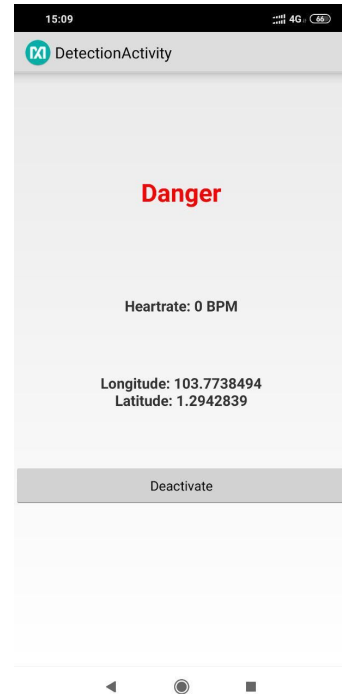 15:09
4G 66
DetectionActivity
Danger
Heartrate: 0 BPM
Longitude: 103.7738494
Latitude: 1.2942839
Deactivate